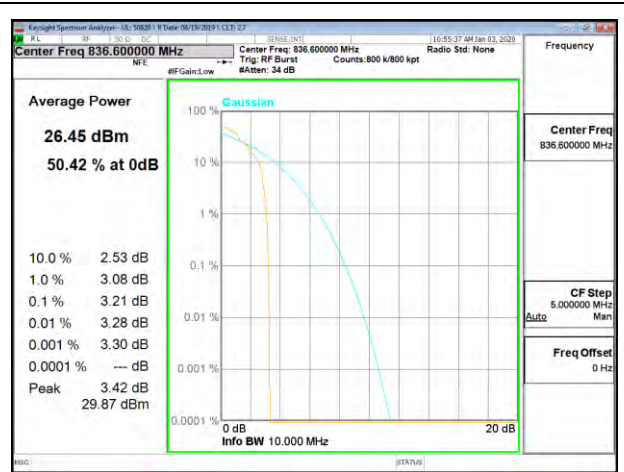 Keysight Spectrum Analyzer - UL: 50820 \ R Date: 08/19/2019 \ CLT: 2.7
RL RF 50 Ω DC SENSE:INT 10:55:37 AM Jan 03, 2020
Center Freq 836.600000 MHz
Center Freq: 836.600000 MHz Radio Std: None
NFE Trig: RF Burst Counts:800 k/800 kpt
#IFGain:Low #Atten: 34 dB
Frequency
Average Power
26.45 dBm
50.42 % at 0dB
10.0 % 2.53 dB
1.0 % 3.08 dB
0.1 % 3.21 dB
0.01 % 3.28 dB
0.001 % 3.30 dB
0.0001 % --- dB
Peak 3.42 dB
29.87 dBm
Gaussian
100 %
10 %
1 %
0.1 %
0.01 %
0.001 %
0.0001 %
0 dB 20 dB
Info BW 10.000 MHz
Center Freq
836.600000 MHz
CF Step
5.000000 MHz
Auto Man
Freq Offset
0 Hz
MSG STATUS